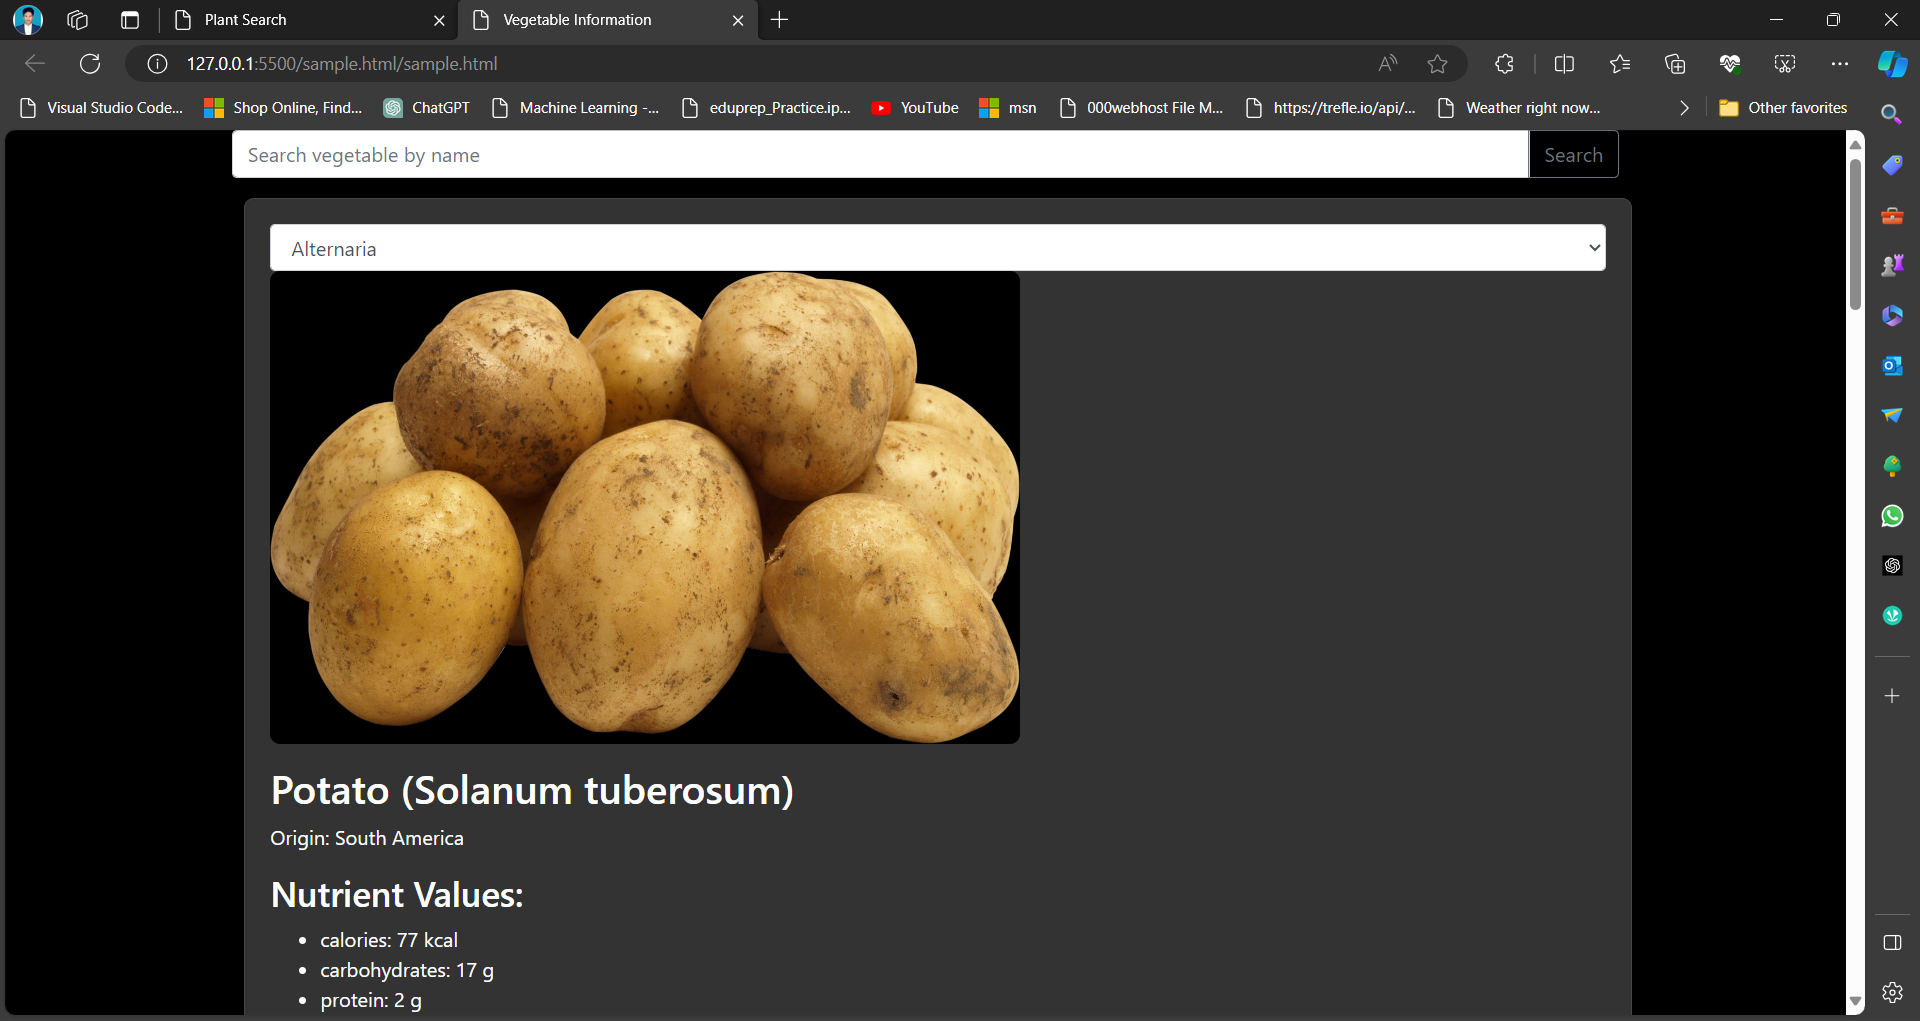 Plant Search
Vegetable Information
127.0.0.1:5500/sample.html/sample.html
Visual Studio Code...
Shop Online, Find...
ChatGPT
Machine Learning -...
eduprep_Practice.ip...
YouTube
msn
000webhost File M...
https://trefle.io/api/...
Weather right now...
Other favorites
Search vegetable by name
Search
Alternaria
Potato (Solanum tuberosum)
Origin: South America
Nutrient Values:
• calories: 77 kcal
• carbohydrates: 17 g
• protein: 2 g